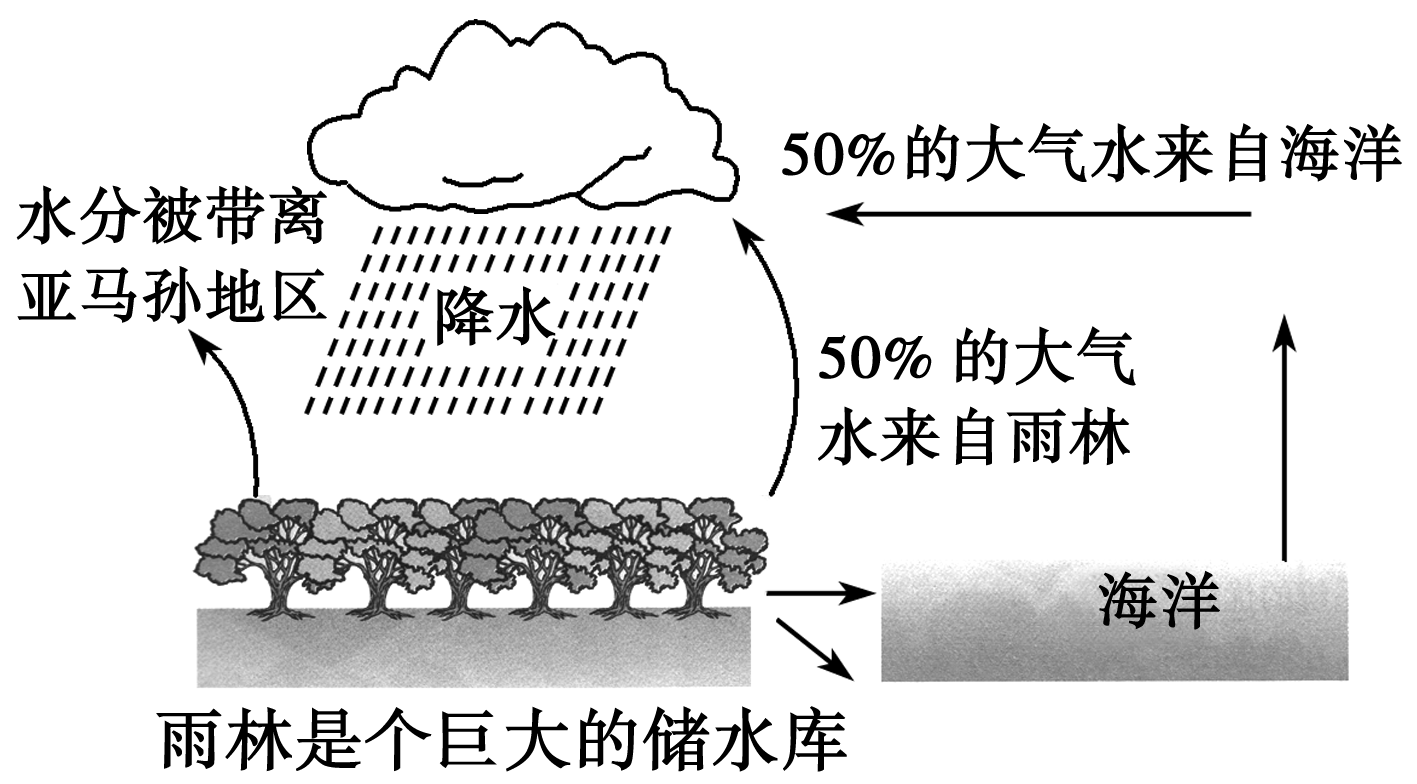 50%的大气水来自海洋
水分被带离
亚马孙地区
降水
50% 的大气
水来自雨林
海洋
雨林是个巨大的储水库